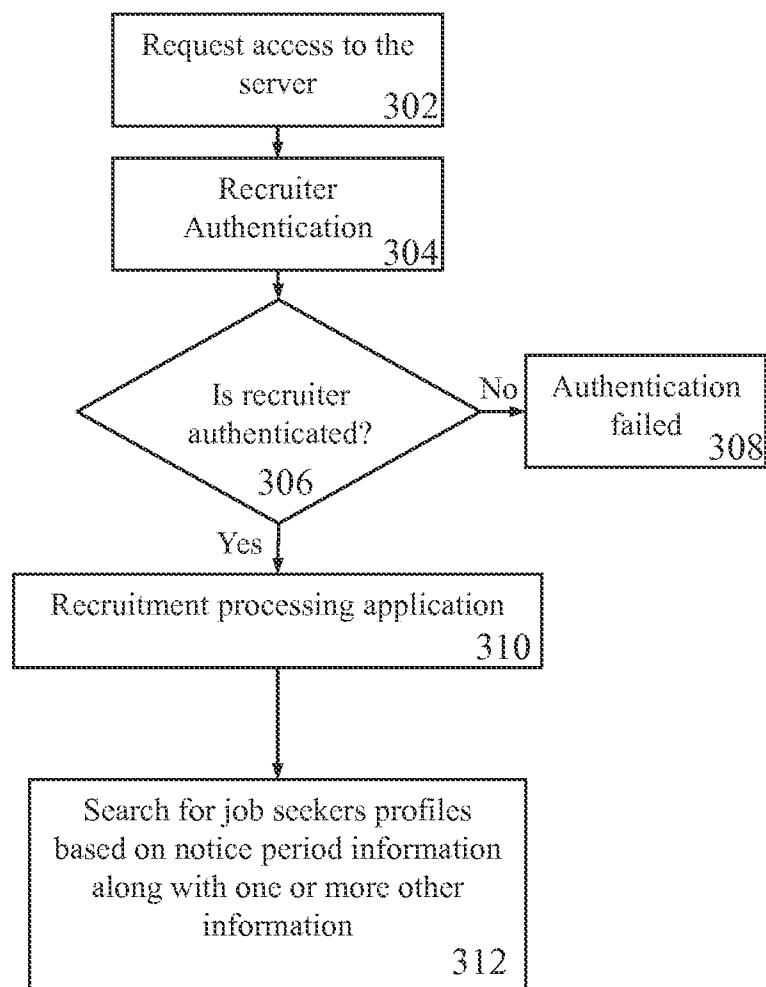 Request access to the
server
302
Recruiter
Authentication
304
Is recruiter
authenticated?
306
No
Authentication
failed
308
Yes
Recruitment processing application
310
Search for job seekers profiles
based on notice period information
along with one or more other
information
312